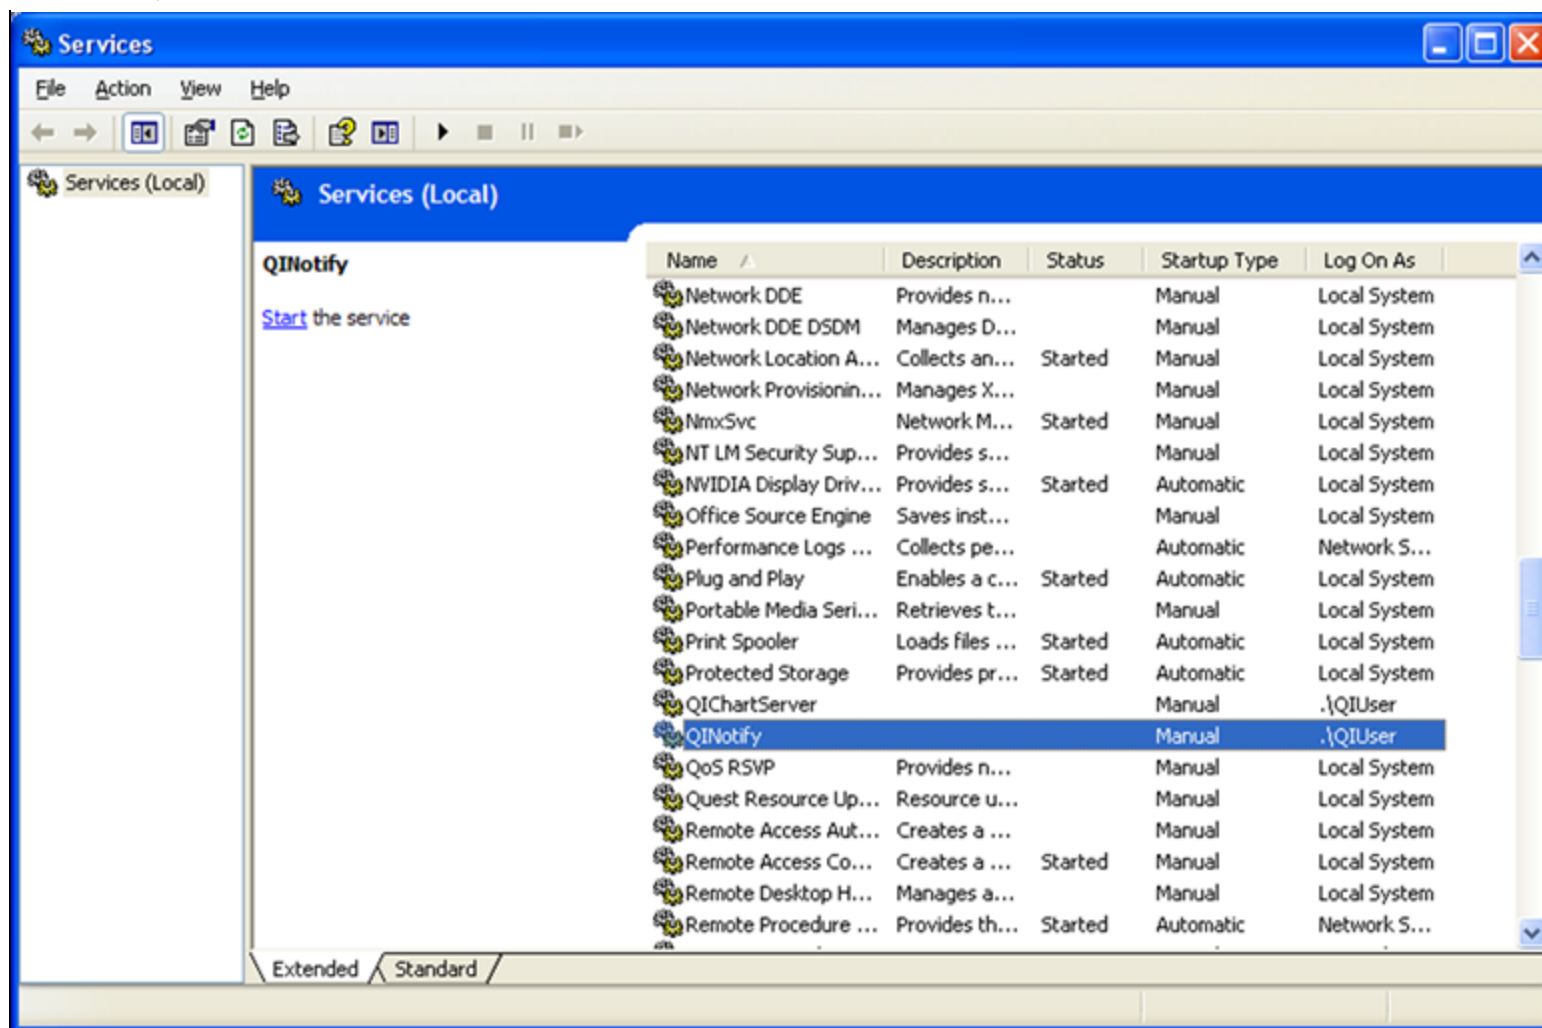 Services
File Action View Help
Services (Local)
Services (Local)
QINotify
Start the service
Name Description Status Startup Type Log On As
Network DDE Provides n... Manual Local System
Network DDE DSDM Manages D... Manual Local System
Network Location A... Collects an... Started Manual Local System
Network Provisionin... Manages X... Manual Local System
NmxSvc Network M... Started Manual Local System
NT LM Security Sup... Provides s... Manual Local System
NVIDIA Display Driv... Provides s... Started Automatic Local System
Office Source Engine Saves inst... Manual Local System
Performance Logs ... Collects pe... Automatic Network S...
Plug and Play Enables a c... Started Automatic Local System
Portable Media Seri... Retrieves t... Manual Local System
Print Spooler Loads files ... Started Automatic Local System
Protected Storage Provides pr... Started Automatic Local System
QIChartServer Manual .\QIUser
QINotify Manual .\QIUser
QoS RSVP Provides n... Manual Local System
Quest Resource Up... Resource u... Manual Local System
Remote Access Aut... Creates a ... Manual Local System
Remote Access Co... Creates a ... Started Manual Local System
Remote Desktop H... Manages a... Manual Local System
Remote Procedure ... Provides th... Started Automatic Network S...
Extended Standard